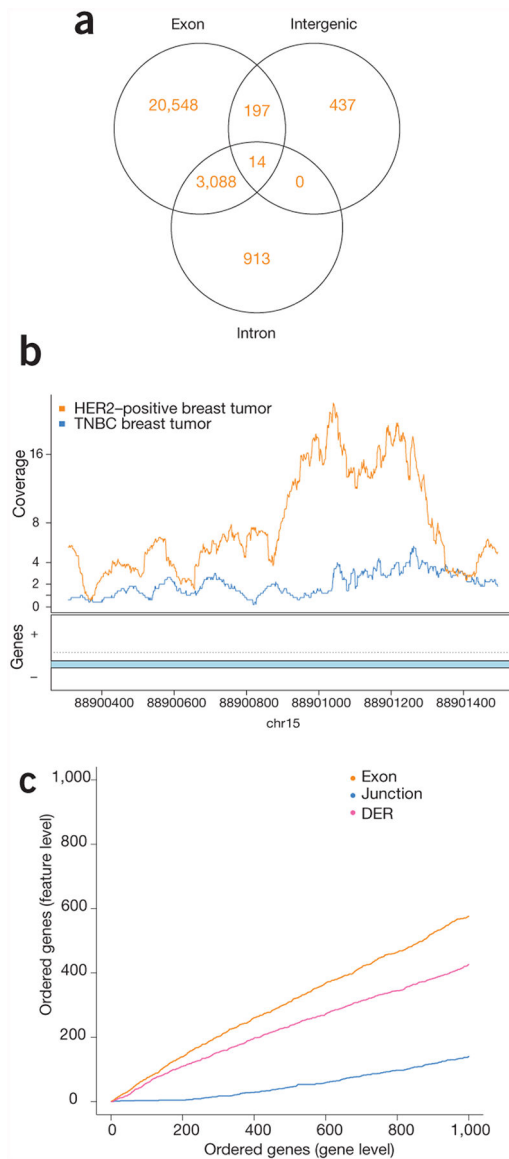 a
Exon Intergenic
20,548 197 437
14
3,088 0
913
Intron
b
HER2–positive breast tumor
TNBC breast tumor
Coverage
16
8
4
2
0
Genes
+
–
88900400 88900600 88900800 88901000 88901200 88901400
chr15
c
Exon
Junction
DER
Ordered genes (feature level)
1,000
800
600
400
200
0
0 200 400 600 800 1,000
Ordered genes (gene level)